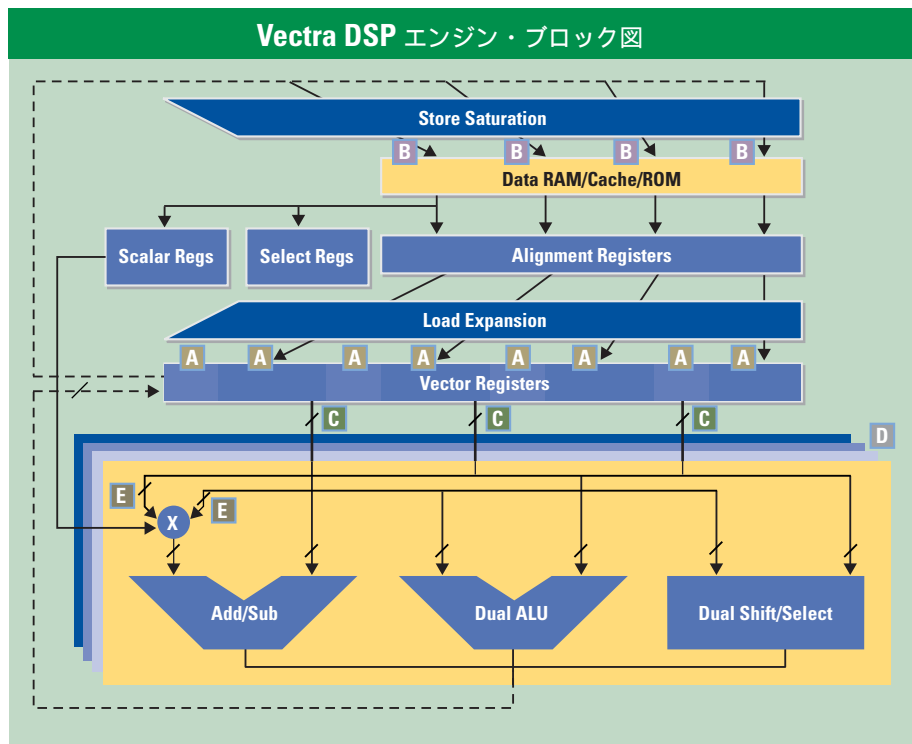 Vectra DSP エンジン・ブロック図
Store Saturation
B B B B
Data RAM/Cache/ROM
Scalar Regs Select Regs Alignment Registers
Load Expansion
A A A A A A A A
Vector Registers
C C C
D
E E
X
Add/Sub Dual ALU Dual Shift/Select